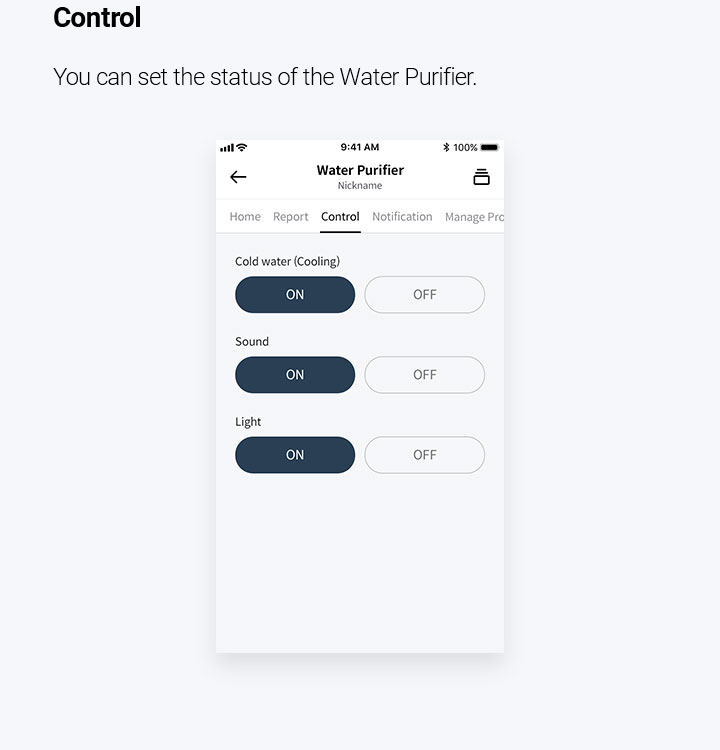 Control
You can set the status of the Water Purifier.
9:41 AM 100%
Water Purifier
Nickname
Home Report Control Notification Manage Pro
Cold water (Cooling)
ON OFF
Sound
ON OFF
Light
ON OFF